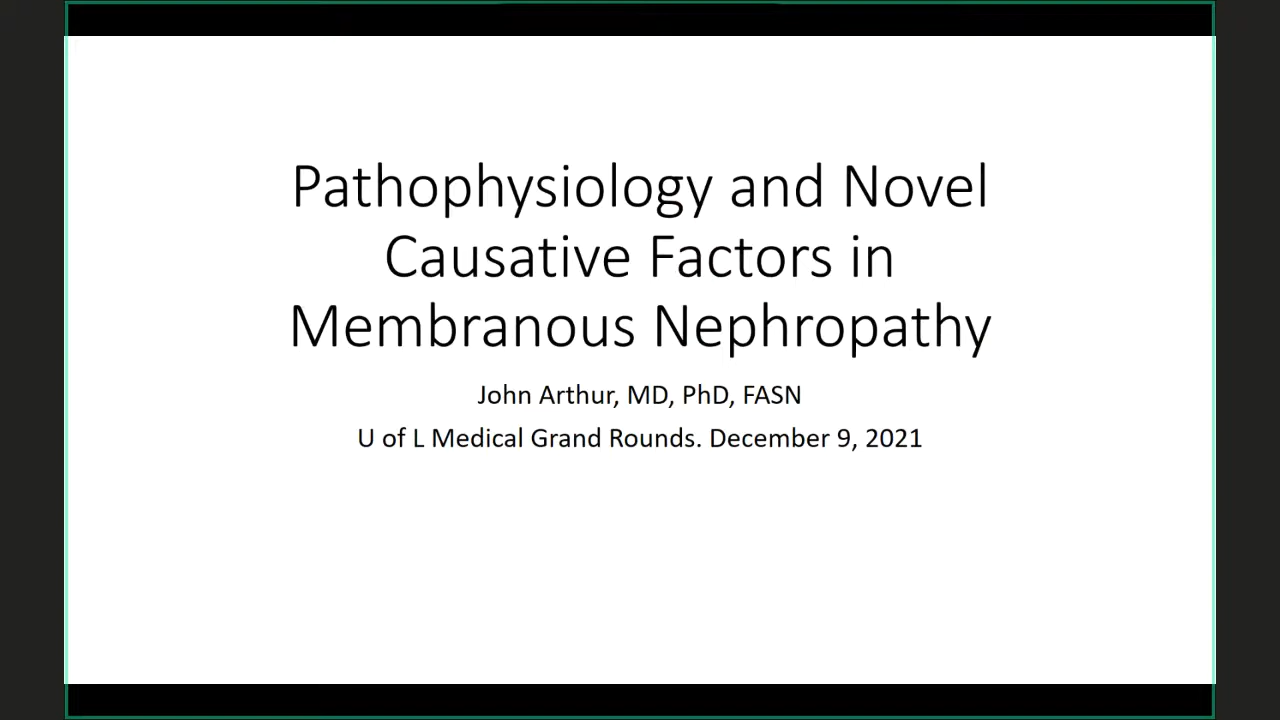 Pathophysiology and Novel
Causative Factors in
Membranous Nephropathy
John Arthur, MD, PhD, FASN
U of L Medical Grand Rounds. December 9, 2021